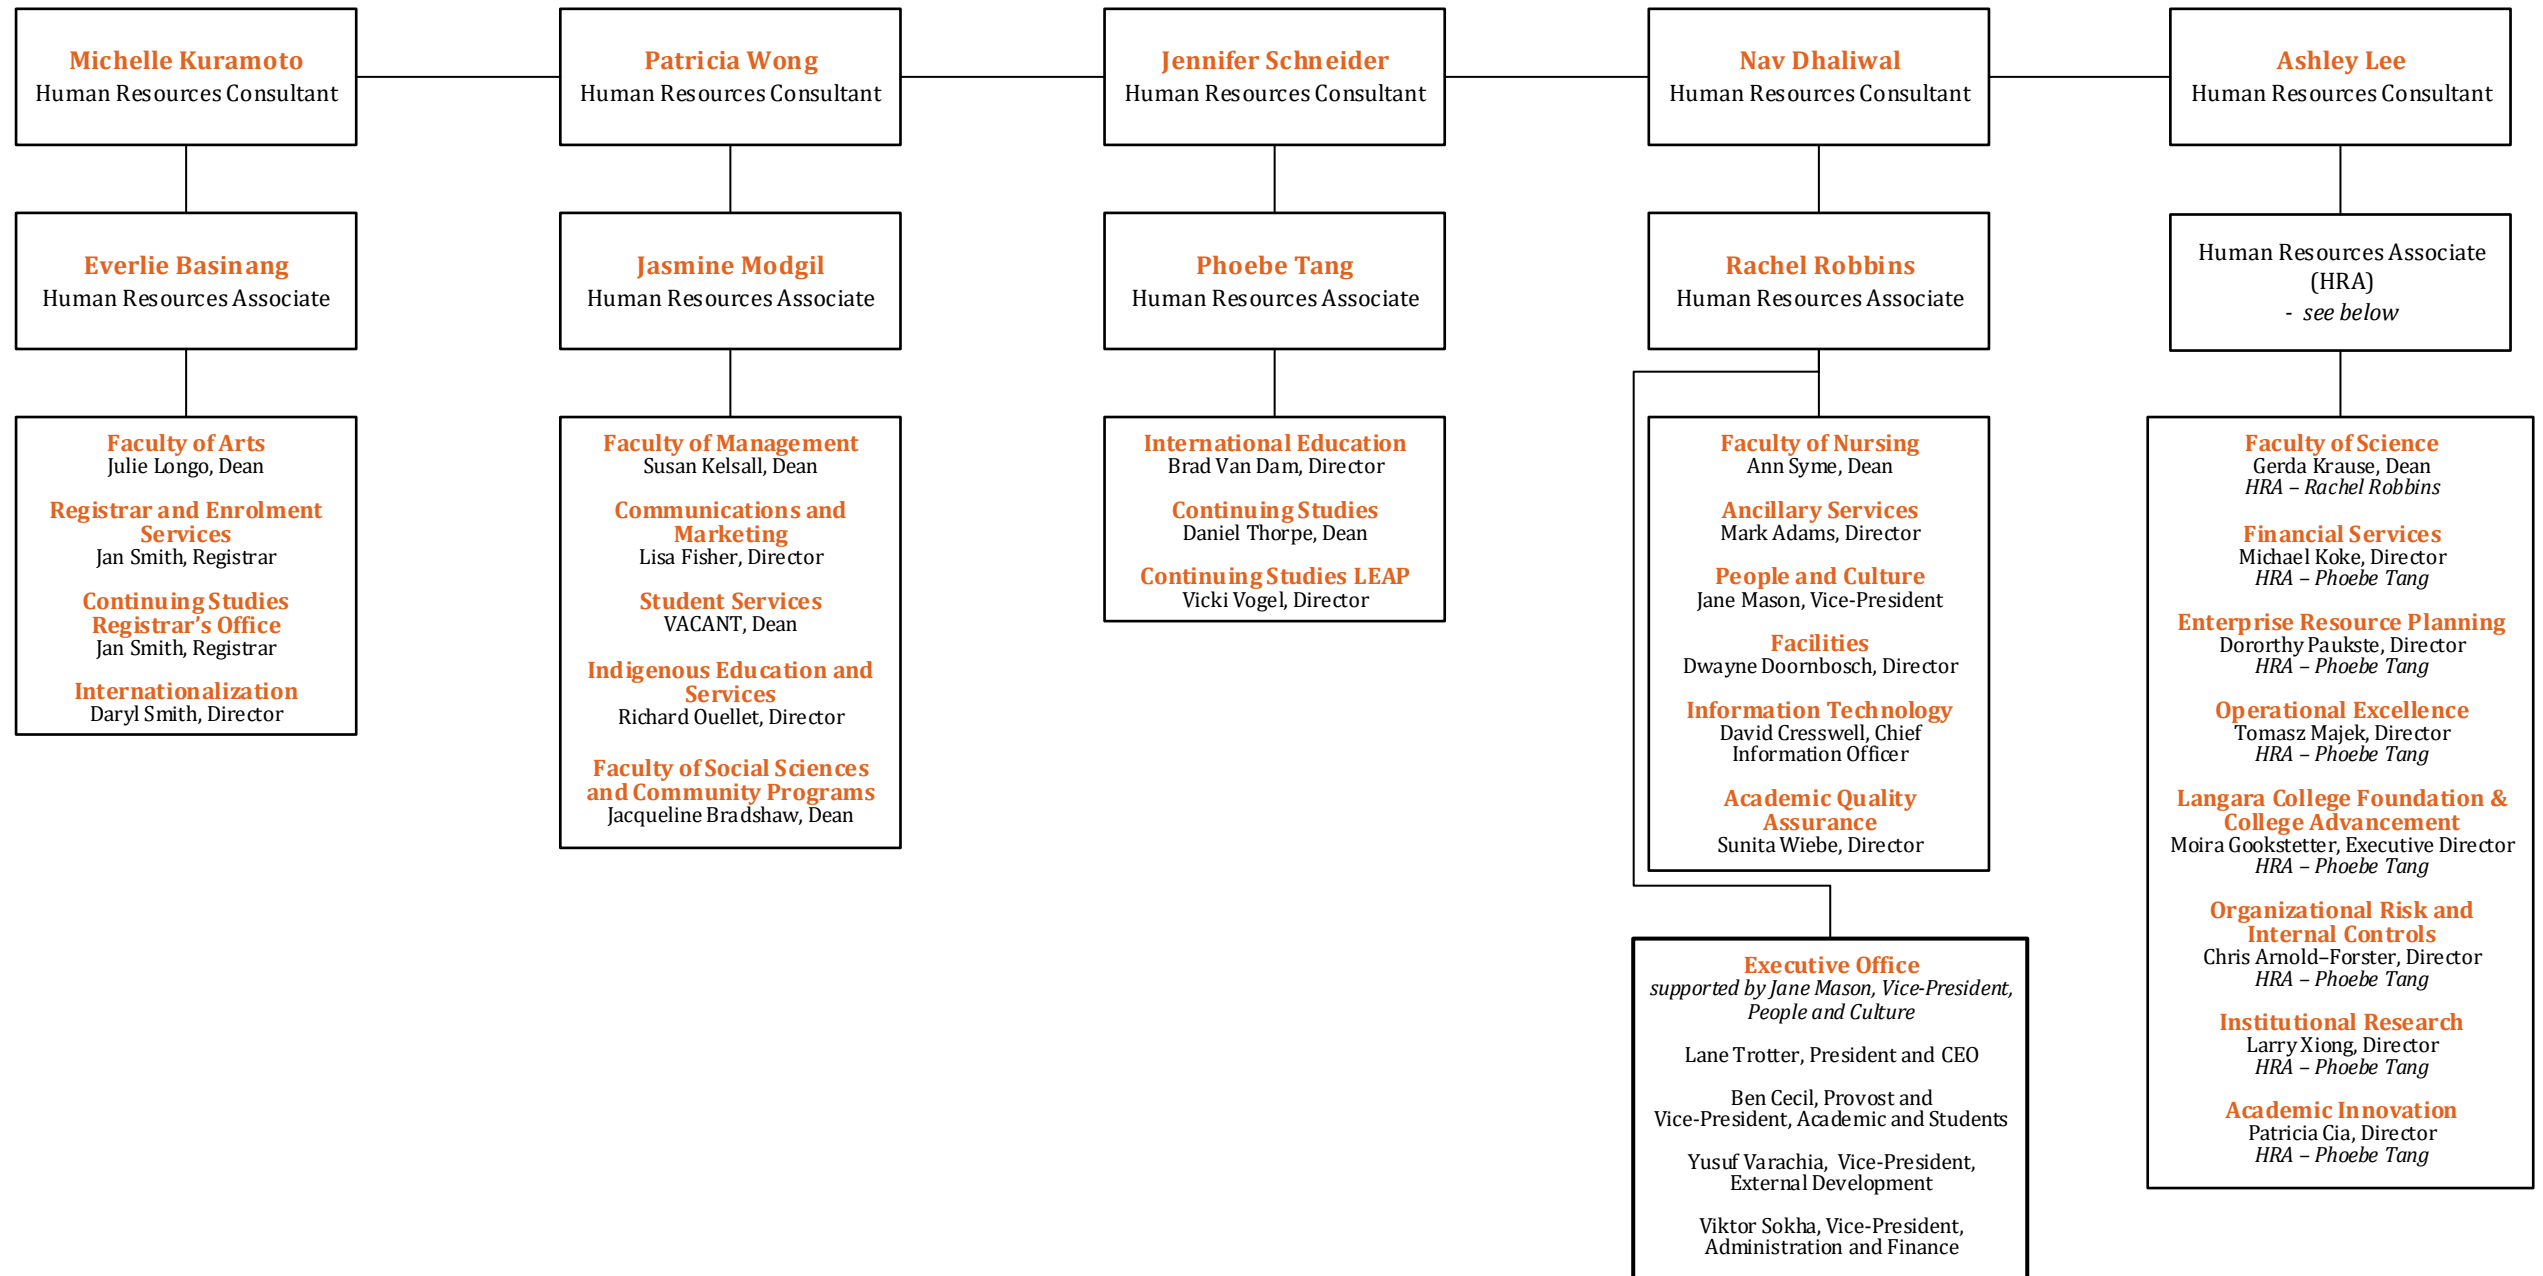 Michelle Kuramoto
Human Resources Consultant
Patricia Wong
Human Resources Consultant
Jennifer Schneider
Human Resources Consultant
Nav Dhaliwal
Human Resources Consultant
Ashley Lee
Human Resources Consultant
Everlie Basinang
Human Resources Associate
Jasmine Modgil
Human Resources Associate
Phoebe Tang
Human Resources Associate
Rachel Robbins
Human Resources Associate
Human Resources Associate
(HRA)
- see below
Faculty of Arts
Julie Longo, Dean
Registrar and Enrolment
Services
Jan Smith, Registrar
Continuing Studies
Registrar’s Office
Jan Smith, Registrar
Internationalization
Daryl Smith, Director
Faculty of Management
Susan Kelsall, Dean
Communications and
Marketing
Lisa Fisher, Director
Student Services
VACANT, Dean
Indigenous Education and
Services
Richard Ouellet, Director
Faculty of Social Sciences
and Community Programs
Jacqueline Bradshaw, Dean
International Education
Brad Van Dam, Director
Continuing Studies
Daniel Thorpe, Dean
Continuing Studies LEAP
Vicki Vogel, Director
Faculty of Nursing
Ann Syme, Dean
Ancillary Services
Mark Adams, Director
People and Culture
Jane Mason, Vice-President
Facilities
Dwayne Doornbosch, Director
Information Technology
David Cresswell, Chief
Information Officer
Academic Quality
Assurance
Sunita Wiebe, Director
Executive Office
supported by Jane Mason, Vice-President,
People and Culture
Lane Trotter, President and CEO
Ben Cecil, Provost and
Vice-President, Academic and Students
Yusuf Varachia, Vice-President,
External Development
Viktor Sokha, Vice-President,
Administration and Finance
Faculty of Science
Gerda Krause, Dean
HRA – Rachel Robbins
Financial Services
Michael Koke, Director
HRA – Phoebe Tang
Enterprise Resource Planning
Dororthy Paukste, Director
HRA – Phoebe Tang
Operational Excellence
Tomasz Majek, Director
HRA – Phoebe Tang
Langara College Foundation &
College Advancement
Moira Gookstetter, Executive Director
HRA – Phoebe Tang
Organizational Risk and
Internal Controls
Chris Arnold–Forster, Director
HRA – Phoebe Tang
Institutional Research
Larry Xiong, Director
HRA – Phoebe Tang
Academic Innovation
Patricia Cia, Director
HRA – Phoebe Tang